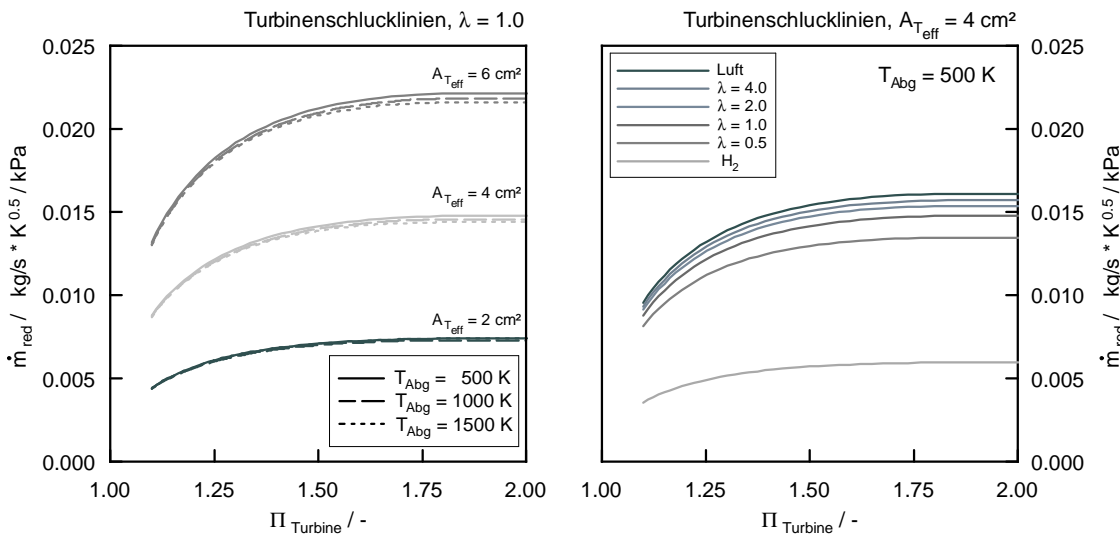 Turbinenschlucklinien, λ = 1.0
0.025
0.020
0.015
0.010
0.005
0.000
ṁ_red / kg/s * K^0.5 / kPa
A_Teff = 6 cm²
A_Teff = 4 cm²
A_Teff = 2 cm²
T_Abg = 500 K
T_Abg = 1000 K
T_Abg = 1500 K
1.00 1.25 1.50 1.75 2.00
Π Turbine / -
Turbinenschlucklinien, A_Teff = 4 cm²
Luft
λ = 4.0
λ = 2.0
λ = 1.0
λ = 0.5
H₂
T_Abg = 500 K
0.025
0.020
0.015
0.010
0.005
0.000
ṁ_red / kg/s * K^0.5 / kPa
1.00 1.25 1.50 1.75 2.00
Π Turbine / -